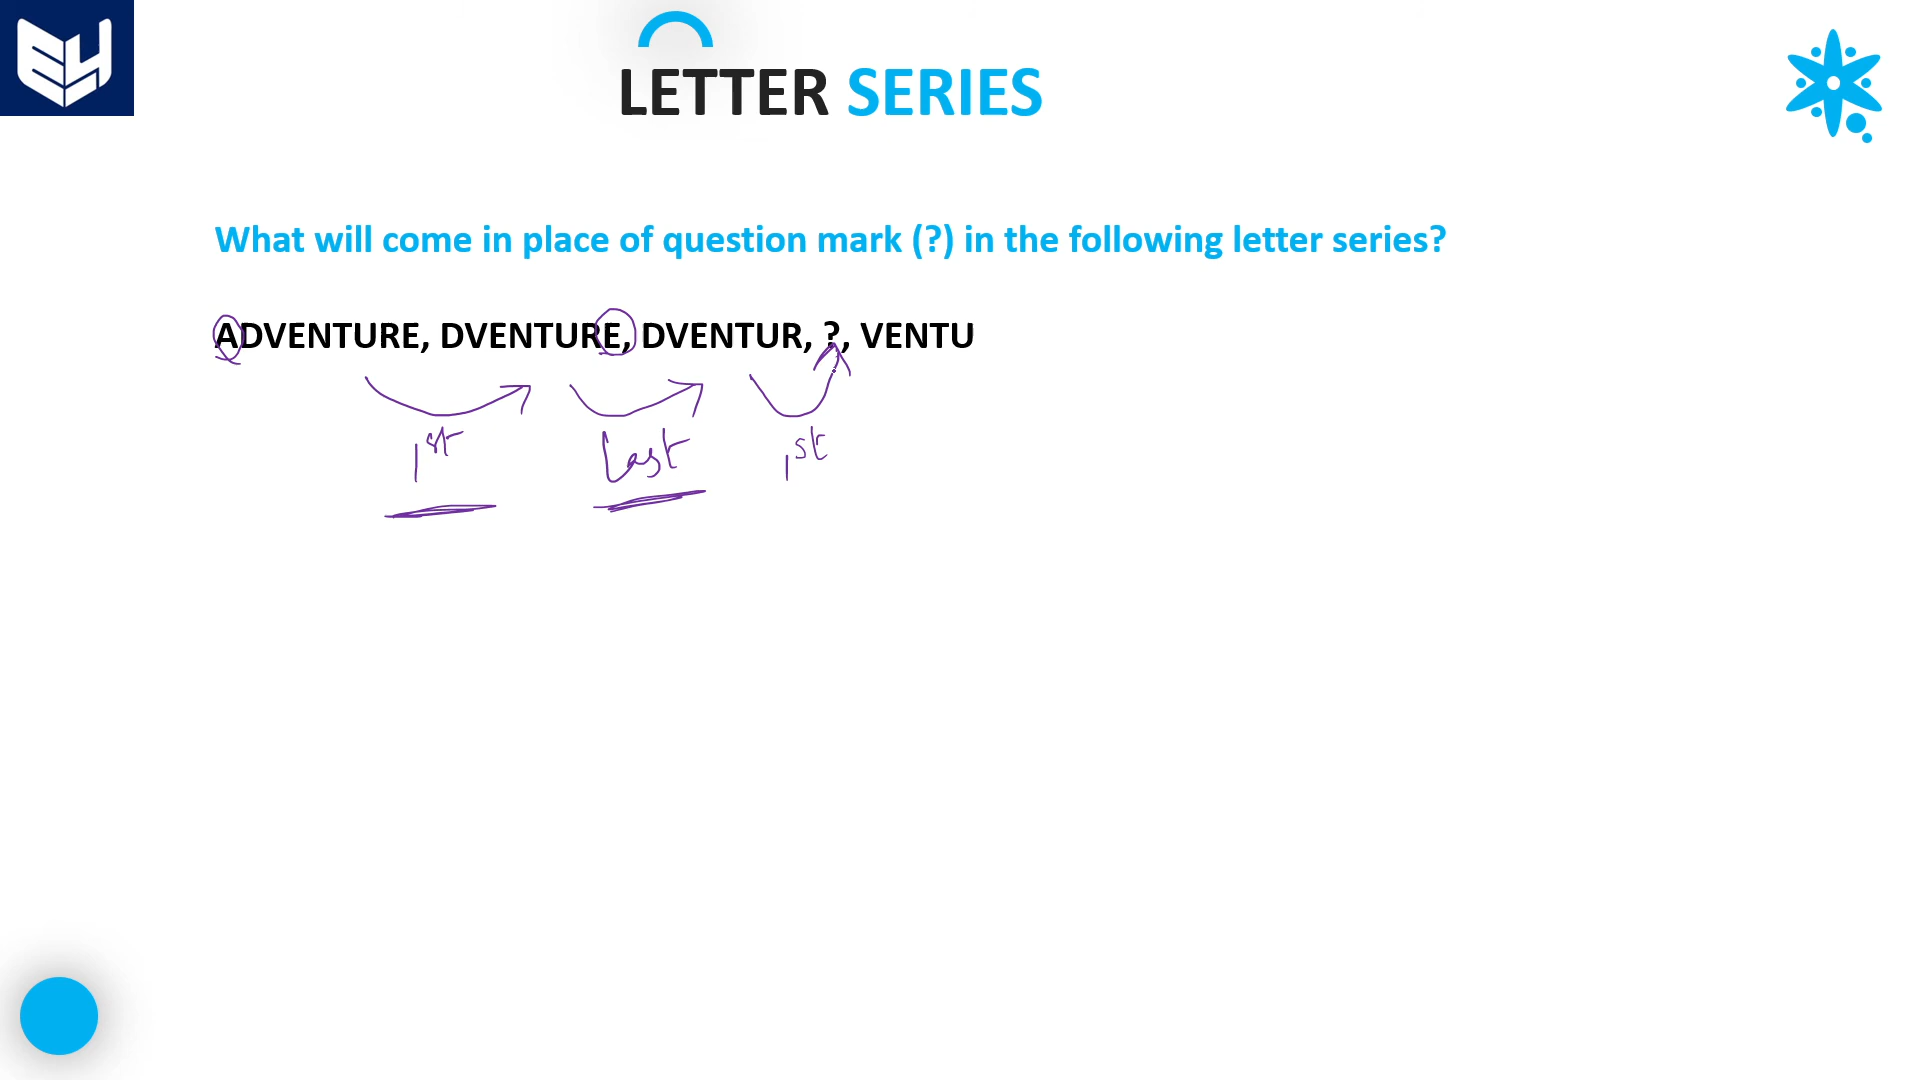 LETTER SERIES
What will come in place of question mark (?) in the following letter series?
ADVENTURE, DVENTURE, DVENTUR, ?, VENTU
1st Last 1st